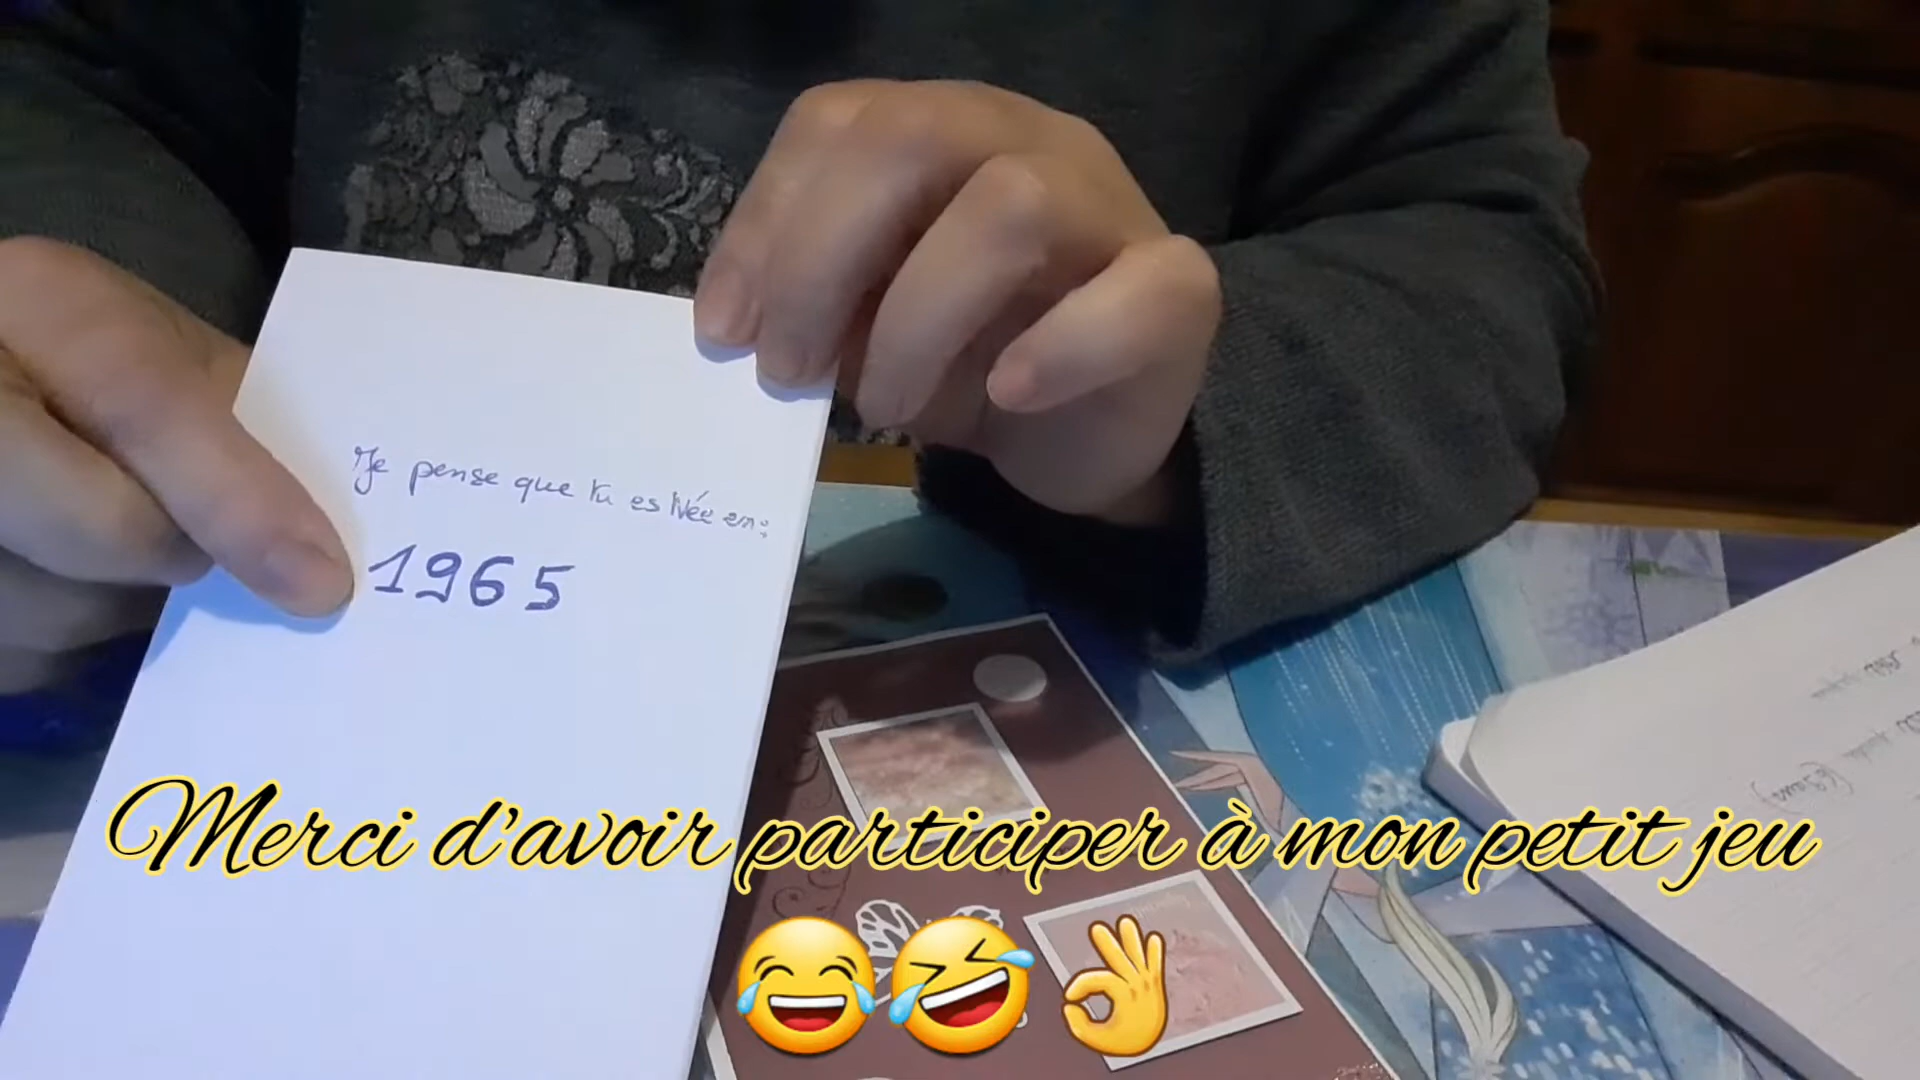 Je pense que tu es Née en:
1965
Merci d'avoir participer à mon petit jeu
😂🤣👌